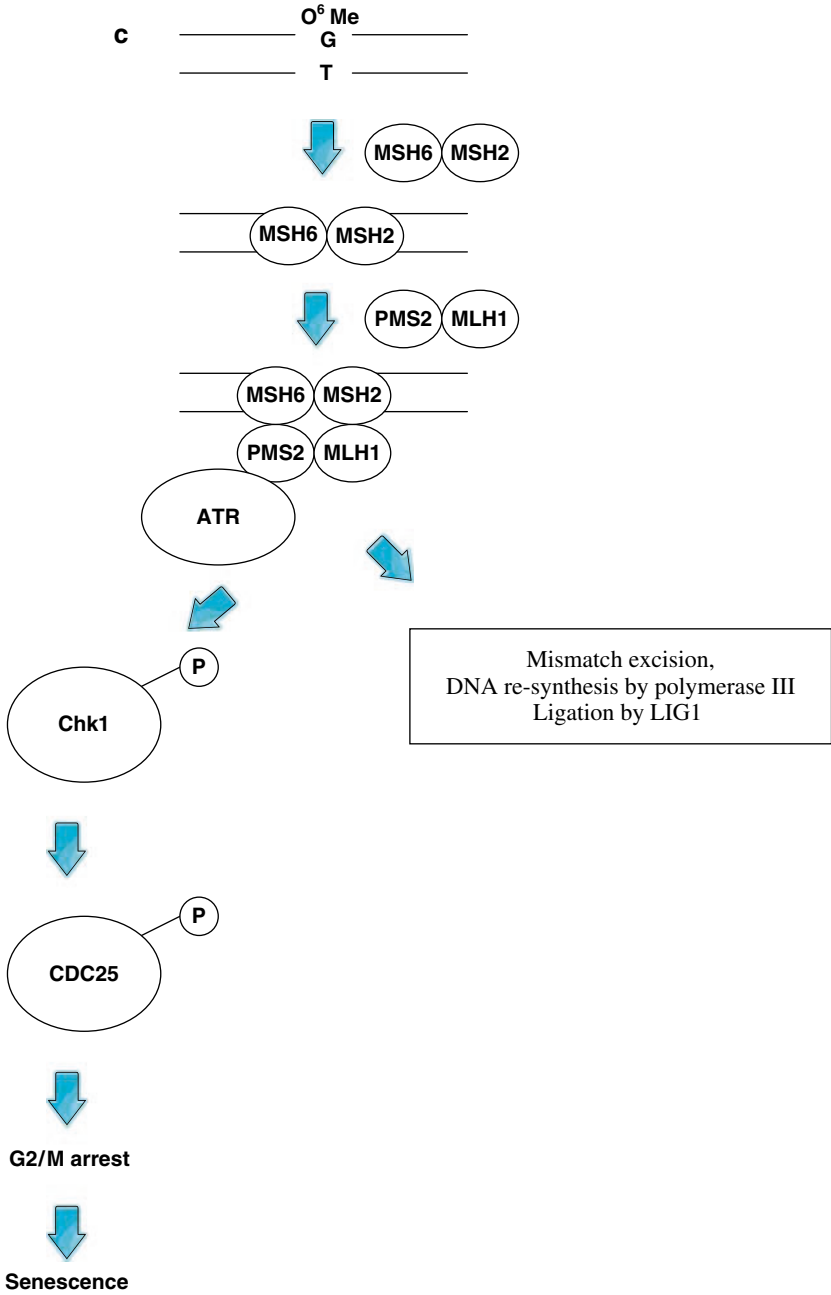 c
O⁶ Me
G
T
MSH6 MSH2
MSH6 MSH2
PMS2 MLH1
MSH6 MSH2
PMS2 MLH1
ATR
P
Chk1
Mismatch excision,
DNA re-synthesis by polymerase III
Ligation by LIG1
P
CDC25
G2/M arrest
Senescence